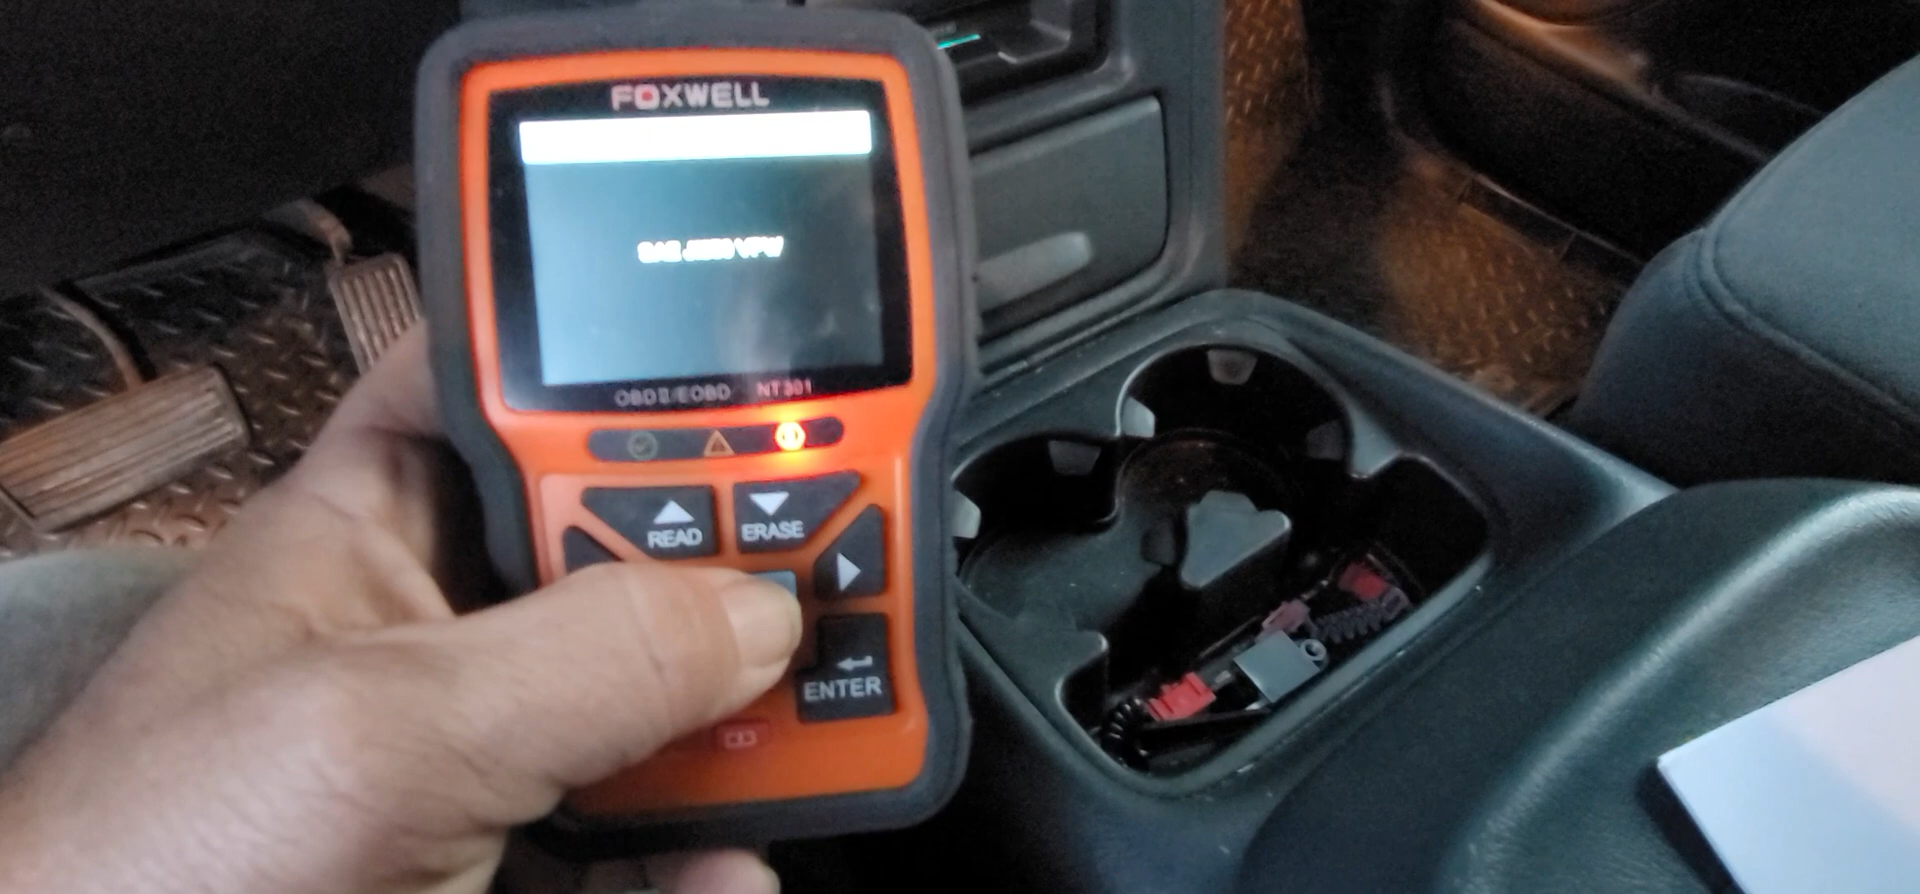 FOXWELL
SAE J1850 VPW
OBDII/EOBD NT301
READ
ERASE
ENTER